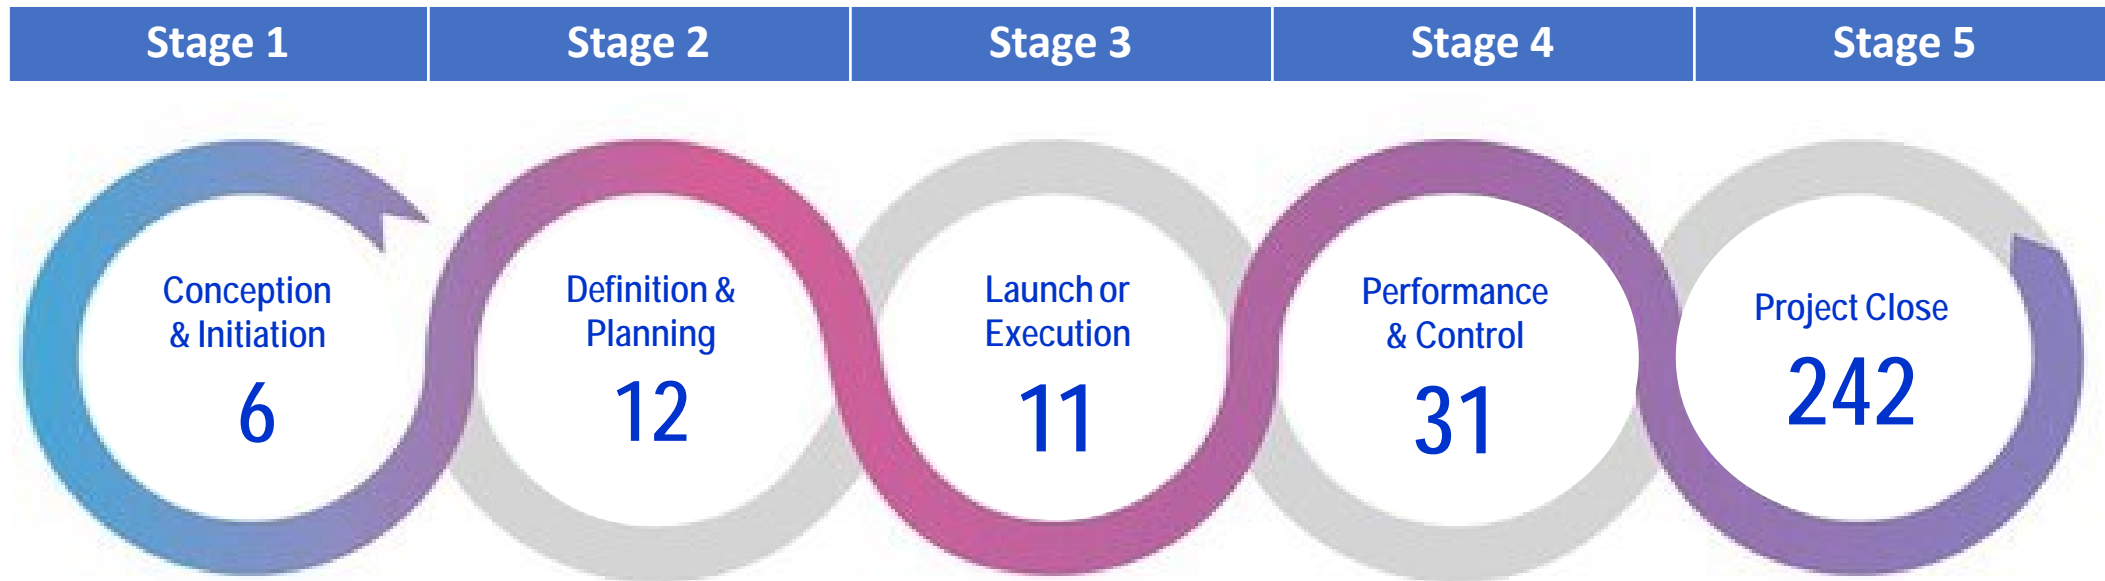 Stage 1
Stage 2
Stage 3
Stage 4
Stage 5
Conception
& Initiation
6
Definition &
Planning
12
Launch or
Execution
11
Performance
& Control
31
Project Close
242